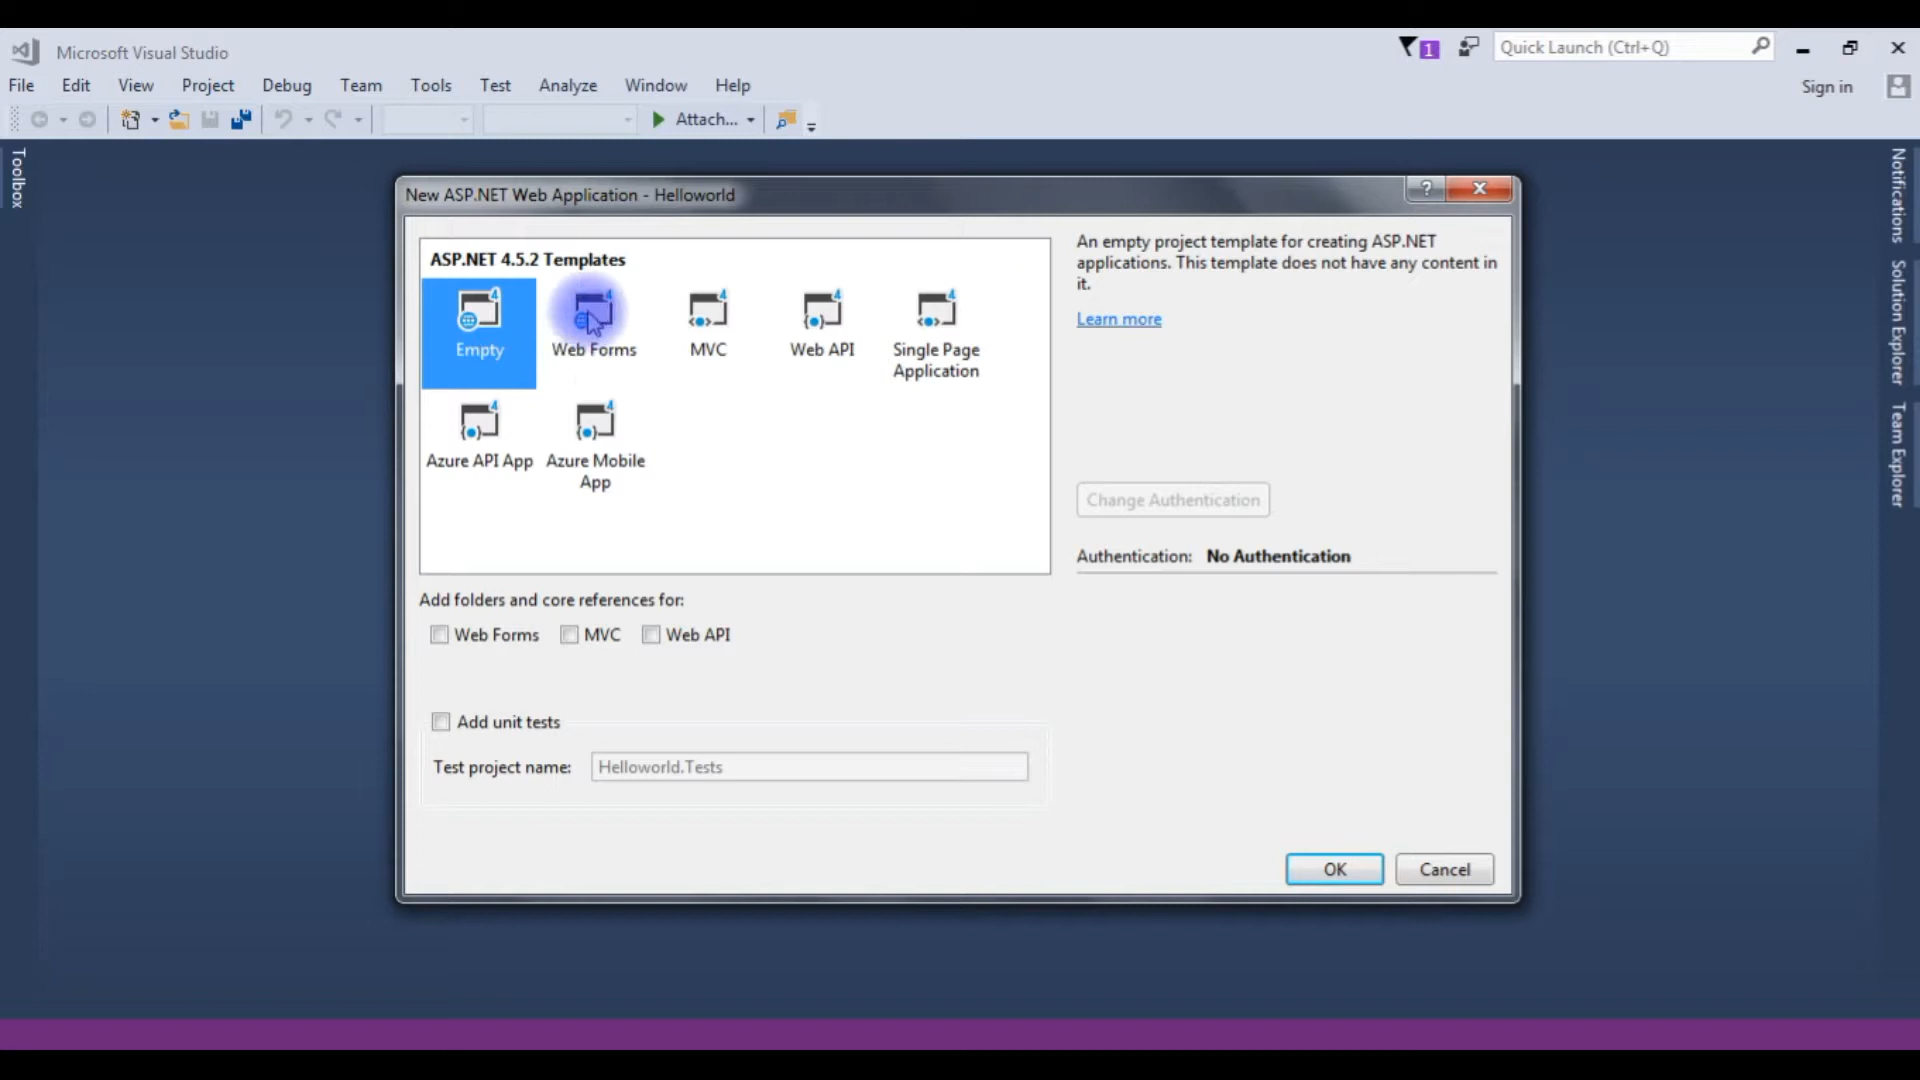 Microsoft Visual Studio
1
Quick Launch (Ctrl+Q)
File Edit View Project Debug Team Tools Test Analyze Window Help
Sign in
Attach...
Toolbox
Notifications
Solution Explorer
Team Explorer
New ASP.NET Web Application - Helloworld
?
ASP.NET 4.5.2 Templates
Empty
Web Forms
MVC
Web API
Single Page
Application
Azure API App
Azure Mobile
App
An empty project template for creating ASP.NET
applications. This template does not have any content in
it.
Learn more
Change Authentication
Authentication: No Authentication
Add folders and core references for:
Web Forms MVC Web API
Add unit tests
Test project name: Helloworld.Tests
OK Cancel